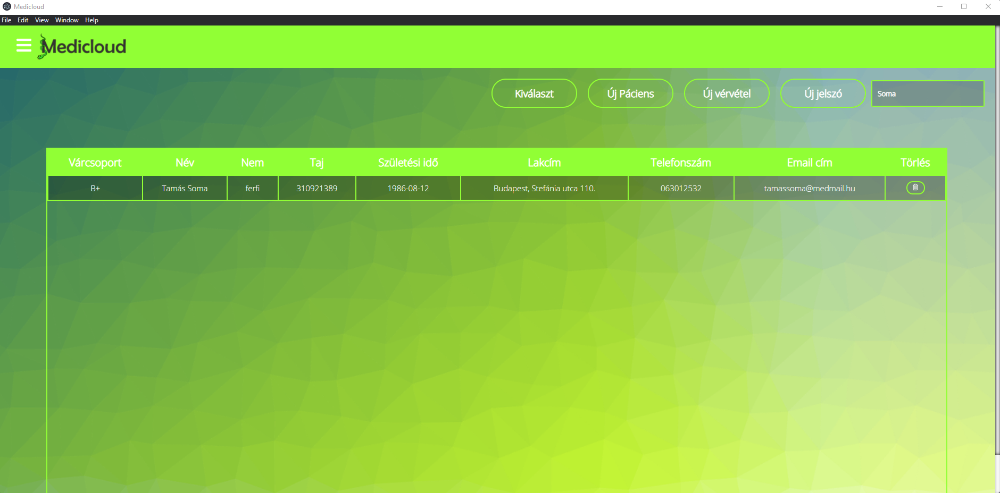 Medicloud
File Edit View Window Help
Medicloud
Kiválaszt Új Páciens Új vérvétel Új jelszó Soma
Várcsoport Név Nem Taj Születési idő Lakcím Telefonszám Email cím Törlés
B+ Tamás Soma ferfi 310921389 1986-08-12 Budapest, Stefánia utca 110. 063012532 tamassoma@medmail.hu